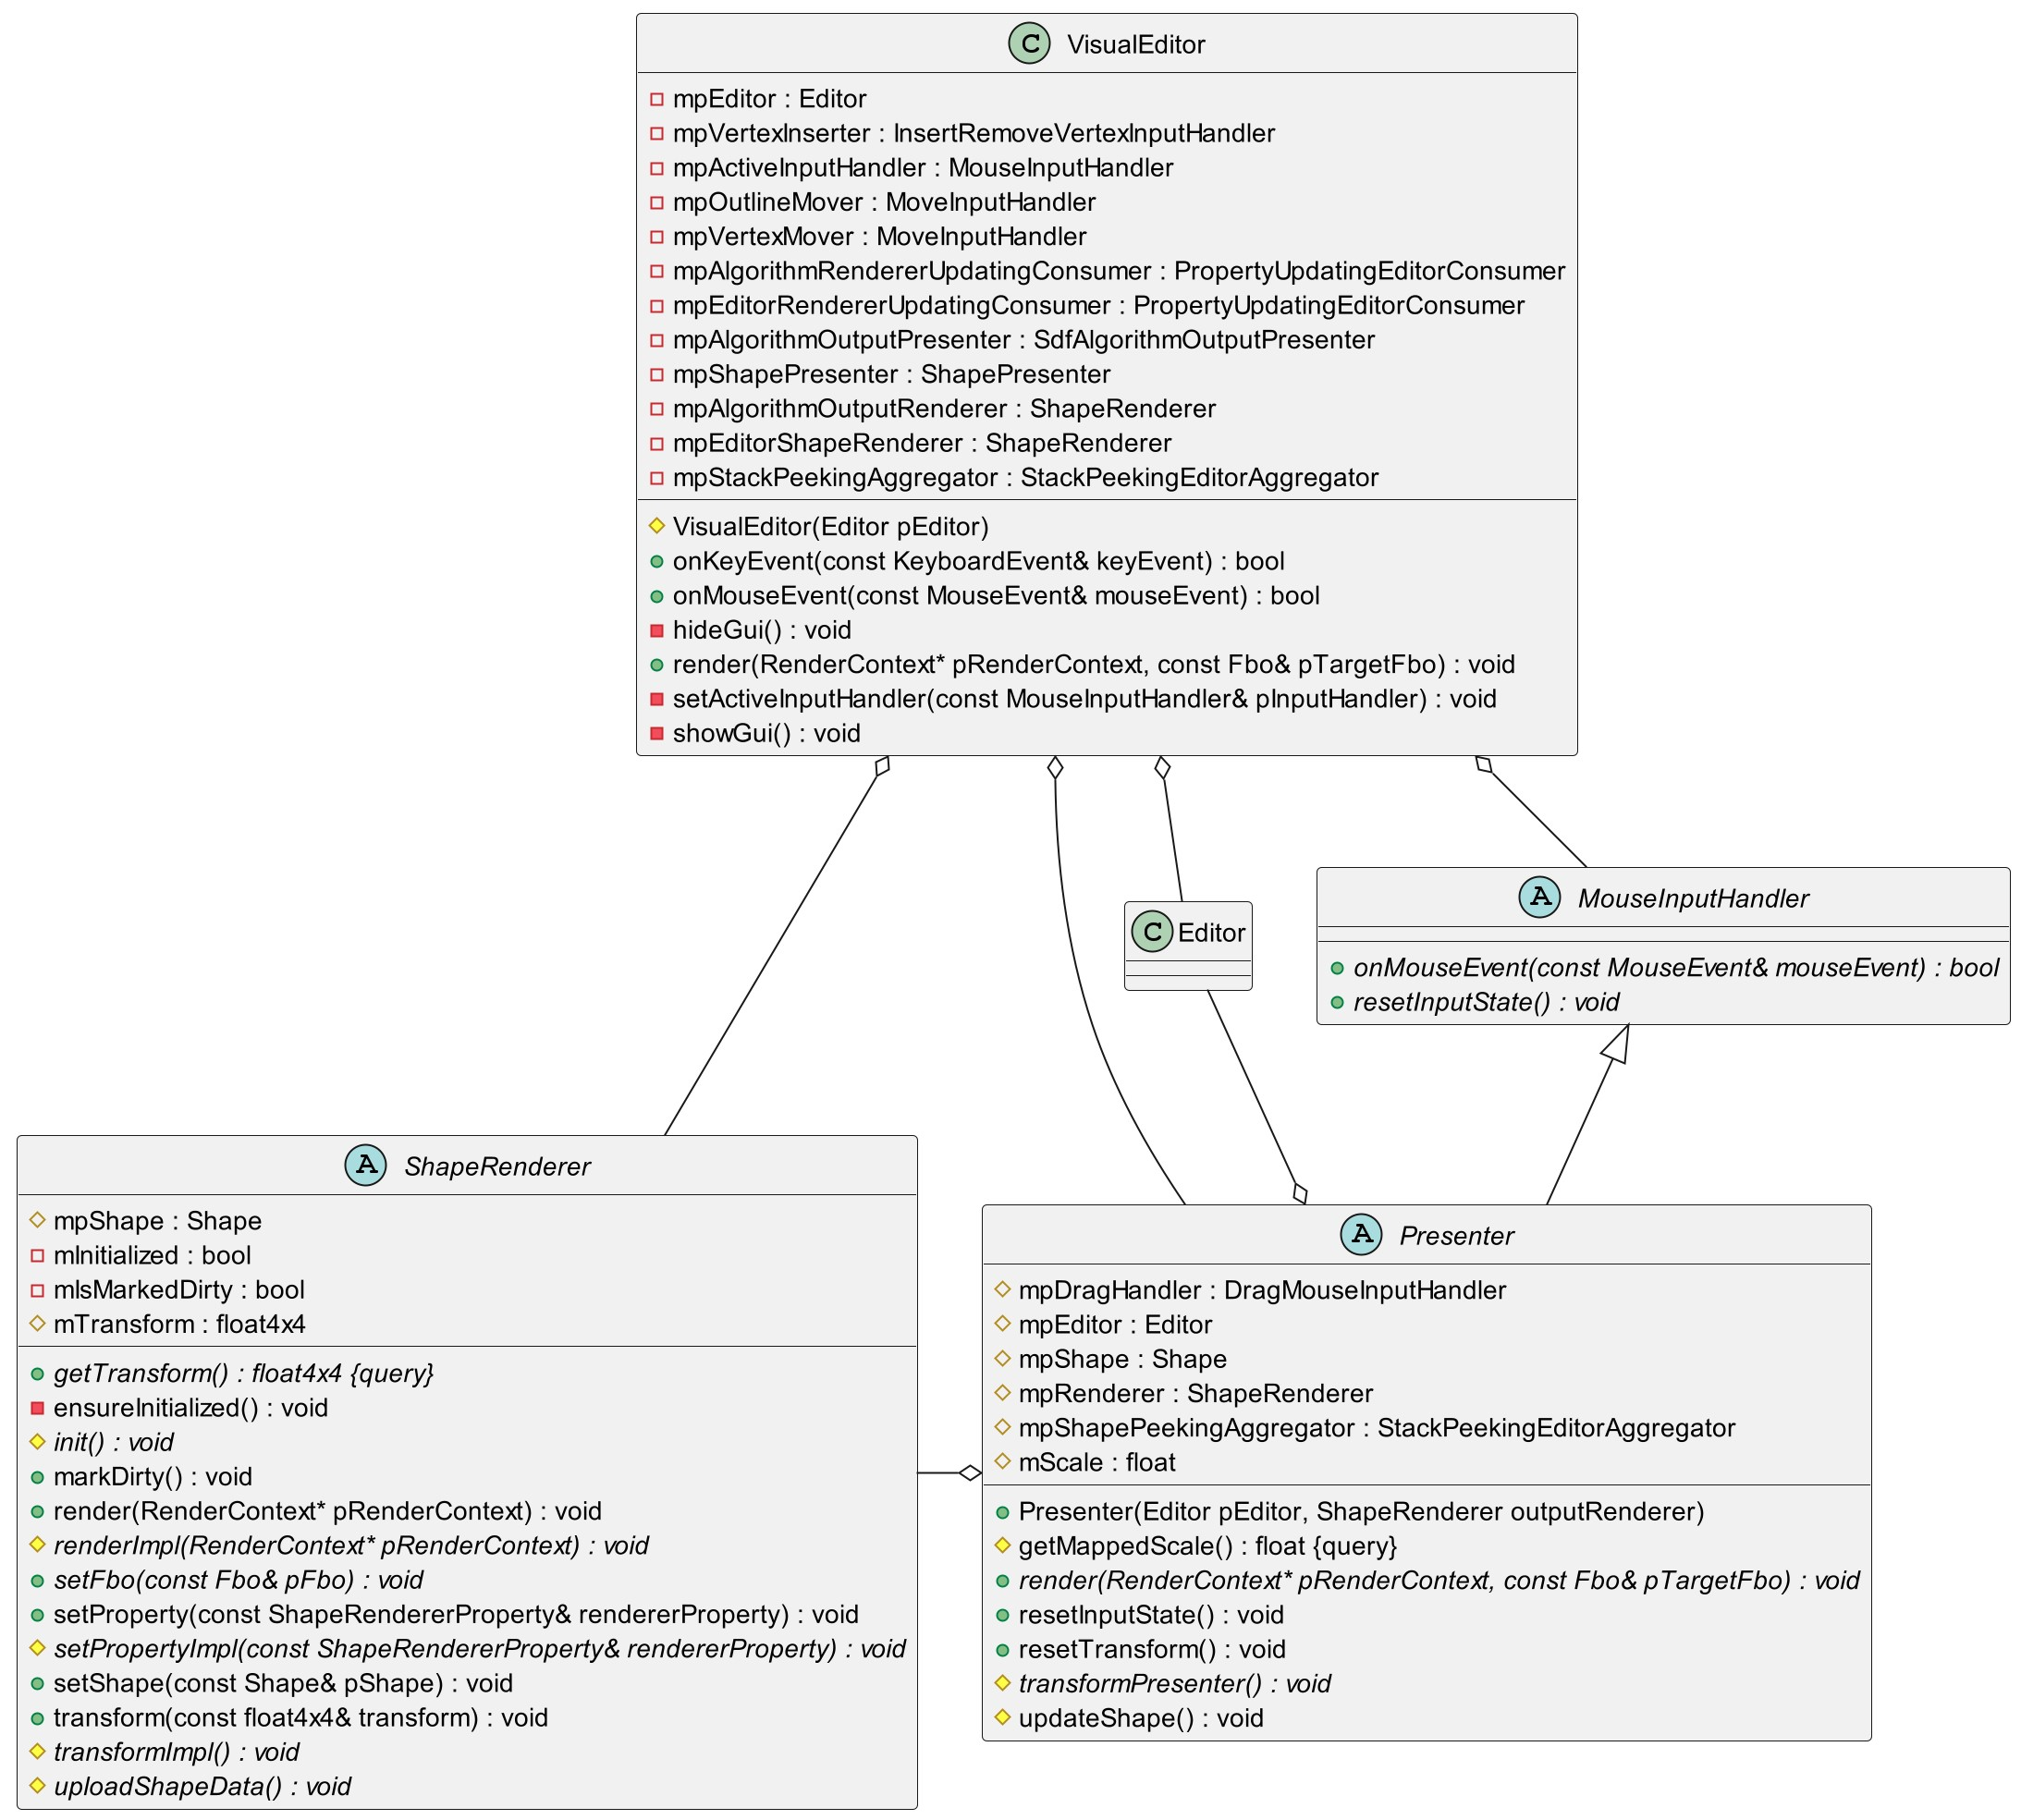 C VisualEditor
mpEditor : Editor
mpVertexInserter : InsertRemoveVertexInputHandler
mpActiveInputHandler : MouseInputHandler
mpOutlineMover : MoveInputHandler
mpVertexMover : MoveInputHandler
mpAlgorithmRendererUpdatingConsumer : PropertyUpdatingEditorConsumer
mpEditorRendererUpdatingConsumer : PropertyUpdatingEditorConsumer
mpAlgorithmOutputPresenter : SdfAlgorithmOutputPresenter
mpShapePresenter : ShapePresenter
mpAlgorithmOutputRenderer : ShapeRenderer
mpEditorShapeRenderer : ShapeRenderer
mpStackPeekingAggregator : StackPeekingEditorAggregator
VisualEditor(Editor pEditor)
onKeyEvent(const KeyboardEvent& keyEvent) : bool
onMouseEvent(const MouseEvent& mouseEvent) : bool
hideGui() : void
render(RenderContext* pRenderContext, const Fbo& pTargetFbo) : void
setActiveInputHandler(const MouseInputHandler& pInputHandler) : void
showGui() : void
C Editor
A MouseInputHandler
onMouseEvent(const MouseEvent& mouseEvent) : bool
resetInputState() : void
A ShapeRenderer
mpShape : Shape
mInitialized : bool
mIsMarkedDirty : bool
mTransform : float4x4
getTransform() : float4x4 {query}
ensureInitialized() : void
init() : void
markDirty() : void
render(RenderContext* pRenderContext) : void
renderImpl(RenderContext* pRenderContext) : void
setFbo(const Fbo& pFbo) : void
setProperty(const ShapeRendererProperty& rendererProperty) : void
setPropertyImpl(const ShapeRendererProperty& rendererProperty) : void
setShape(const Shape& pShape) : void
transform(const float4x4& transform) : void
transformImpl() : void
uploadShapeData() : void
A Presenter
mpDragHandler : DragMouseInputHandler
mpEditor : Editor
mpShape : Shape
mpRenderer : ShapeRenderer
mpShapePeekingAggregator : StackPeekingEditorAggregator
mScale : float
Presenter(Editor pEditor, ShapeRenderer outputRenderer)
getMappedScale() : float {query}
render(RenderContext* pRenderContext, const Fbo& pTargetFbo) : void
resetInputState() : void
resetTransform() : void
transformPresenter() : void
updateShape() : void